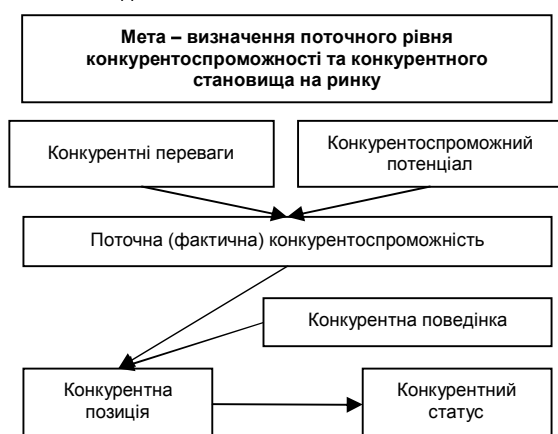 Мета – визначення поточного рівня
конкурентоспроможності та конкурентного
становища на ринку
Конкурентні переваги
Конкурентоспроможний
потенціал
Поточна (фактична) конкурентоспроможність
Конкурентна поведінка
Конкурентна
позиція
Конкурентний
статус